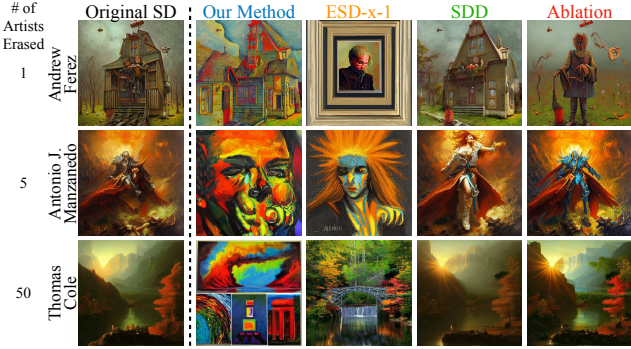 # of
Artists
Erased
Original SD
Our Method
ESD-x-1
SDD
Ablation
1
Andrew
Ferez
5
Antonio J.
Manzanedo
50
Thomas
Cole